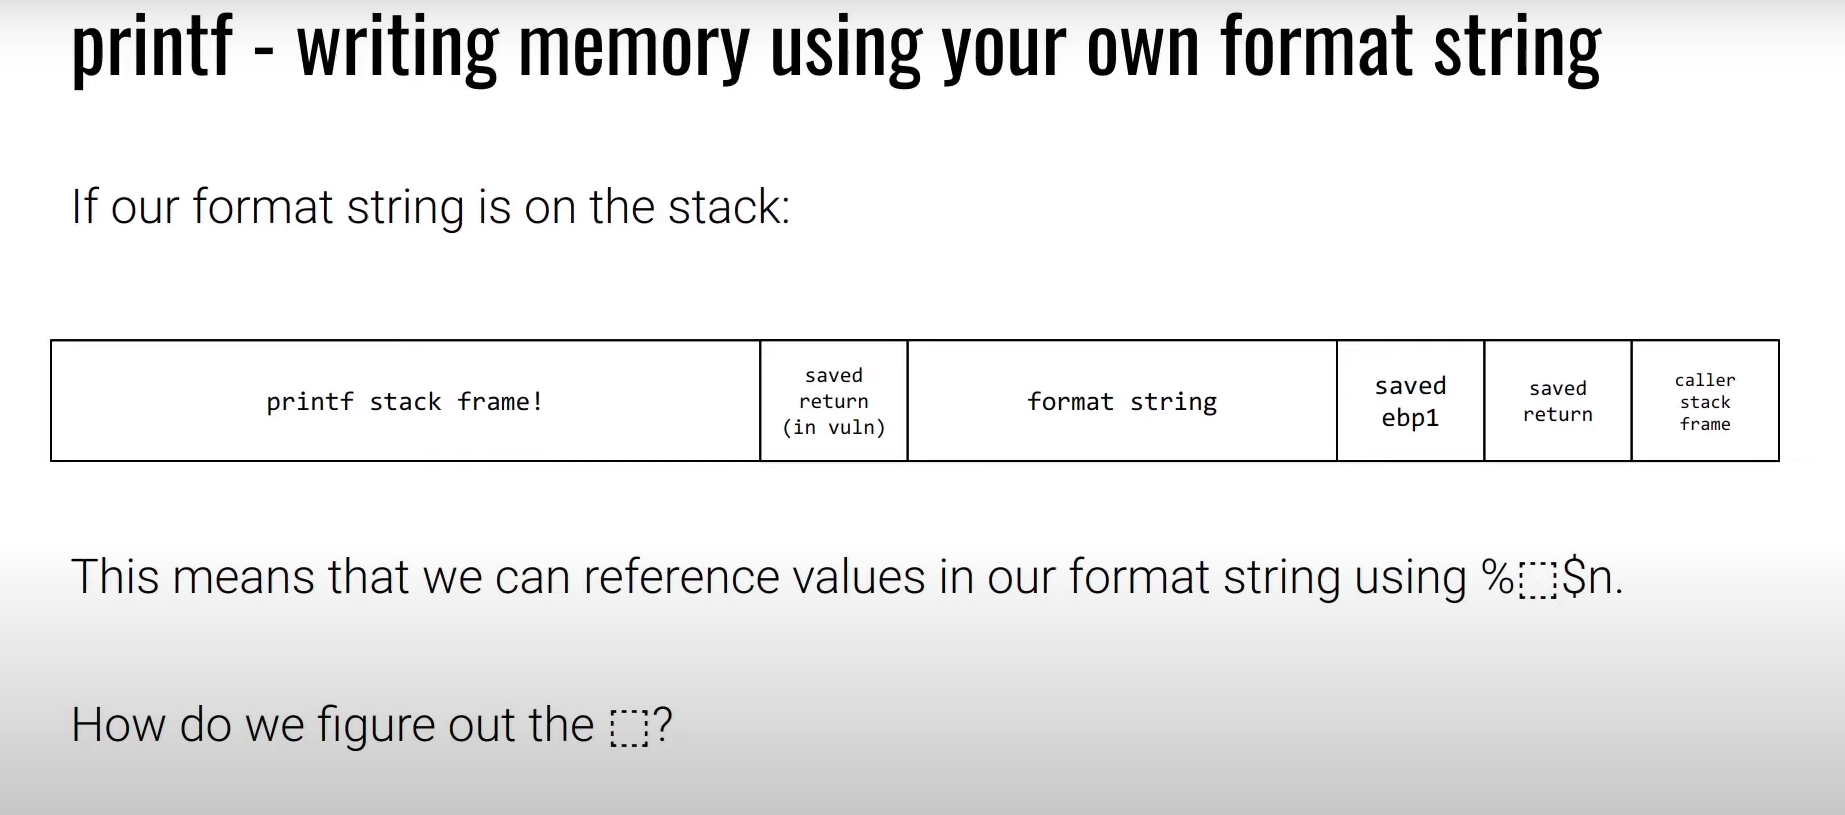 printf - writing memory using your own format string
If our format string is on the stack:
printf stack frame!
saved
return
(in vuln)
format string
saved
ebp1
saved
return
caller
stack
frame
This means that we can reference values in our format string using %⬚$n.
How do we figure out the ⬚?